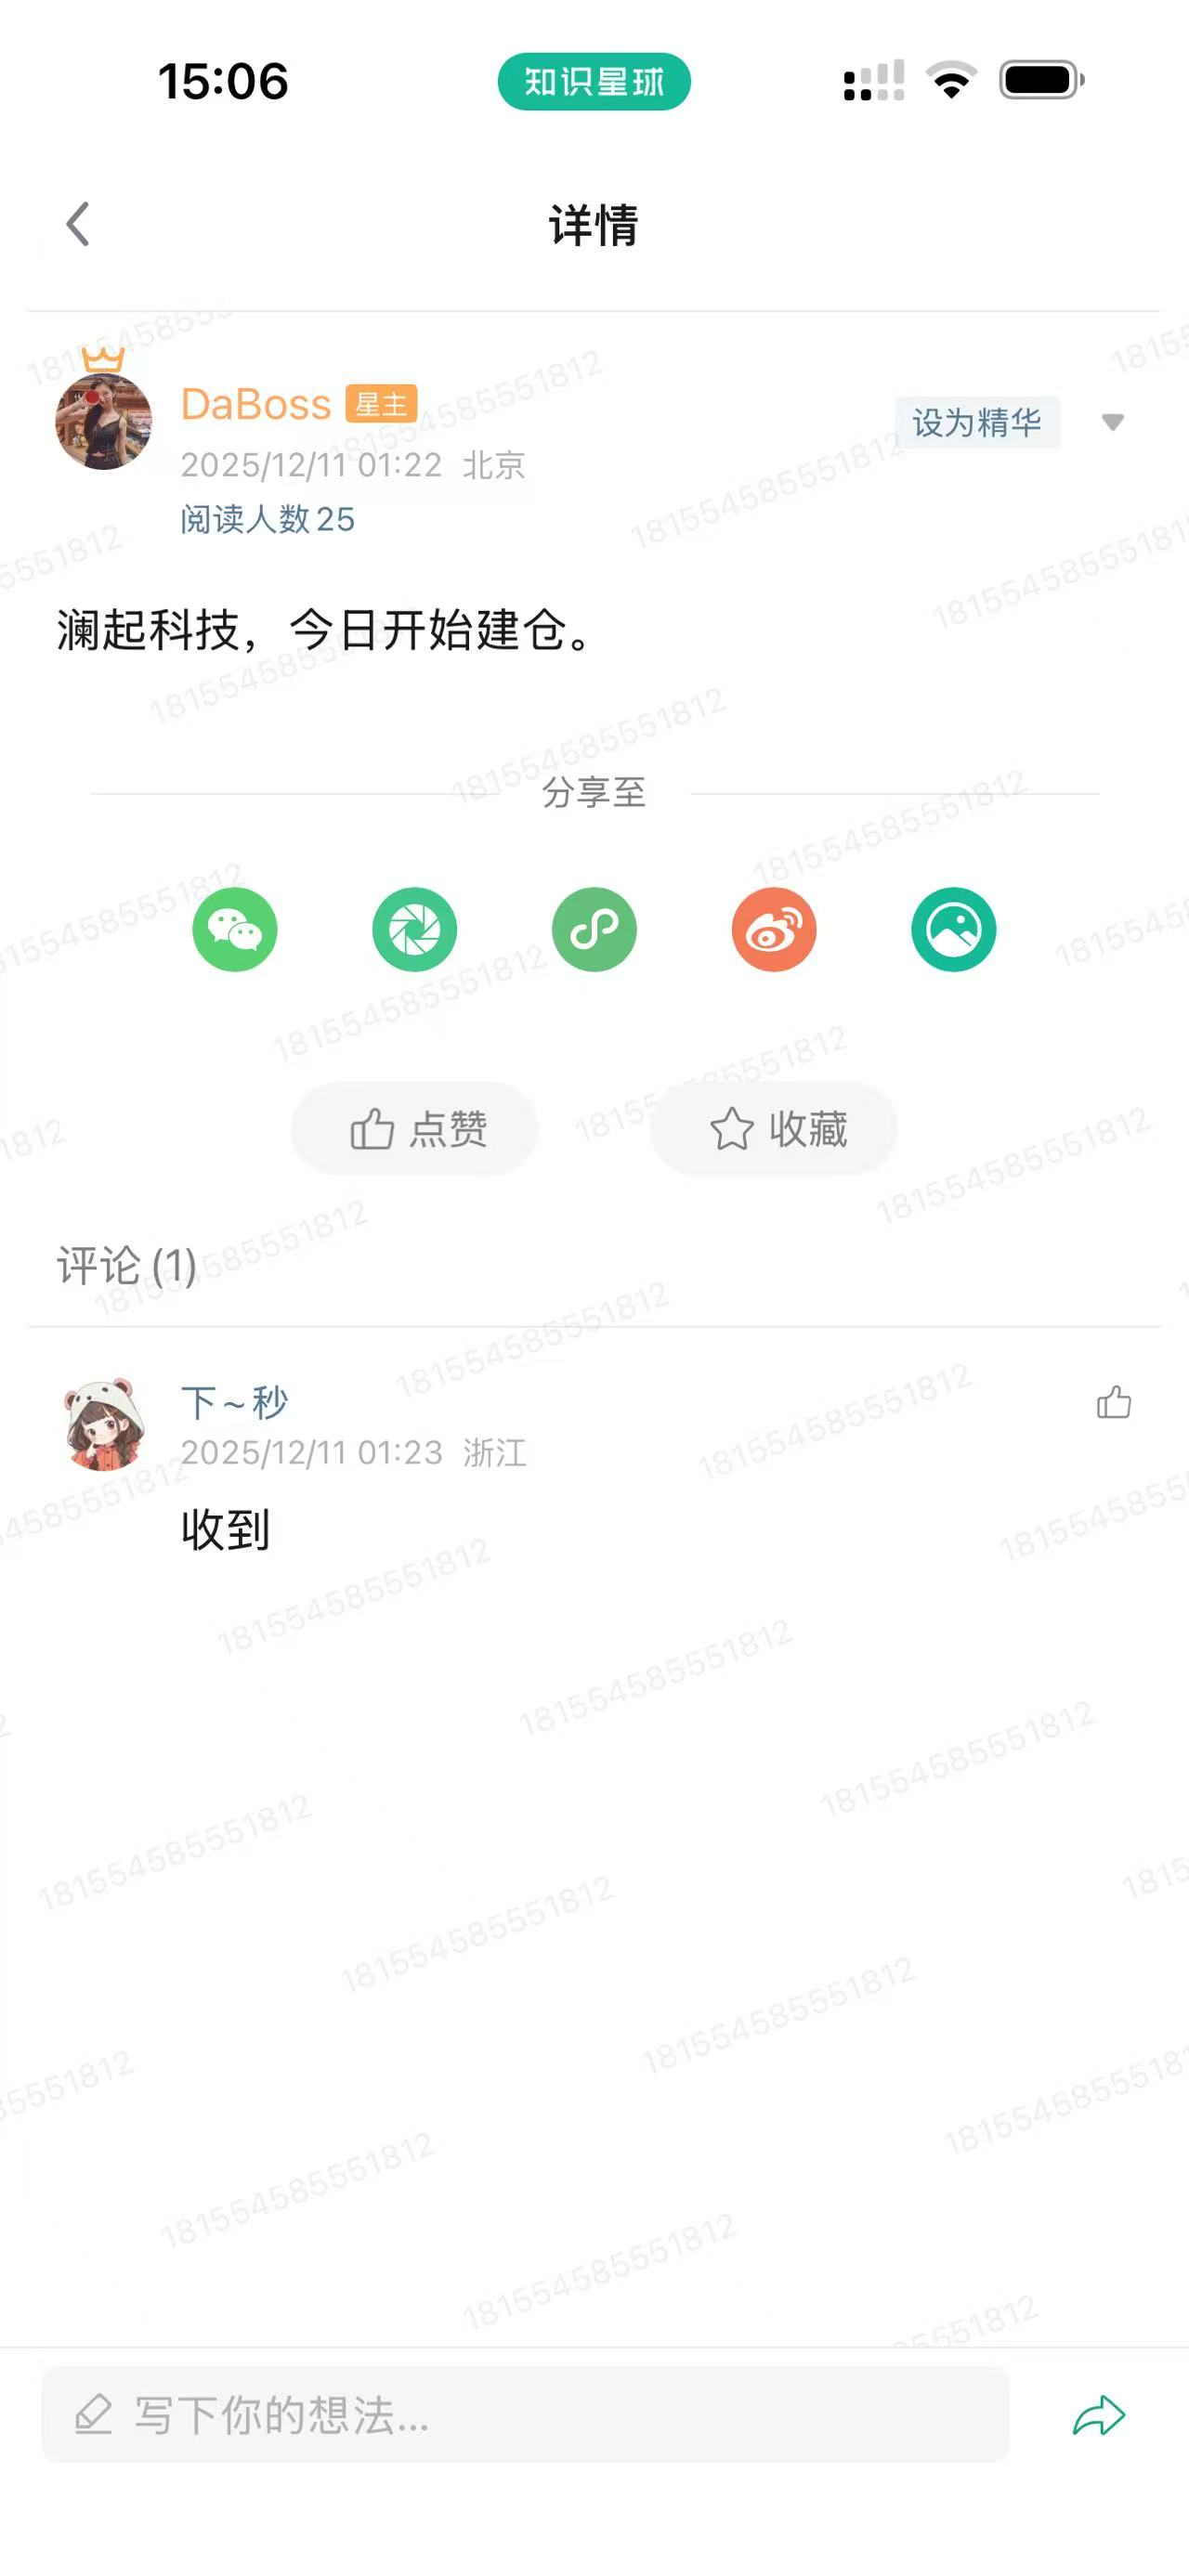 15:06
知识星球
详情
DaBoss 星主
设为精华
2025/12/11 01:22 北京
阅读人数25
澜起科技，今日开始建仓。
分享至
点赞
收藏
评论(1)
下~秒
2025/12/11 01:23 浙江
收到
写下你的想法...
181554585551812